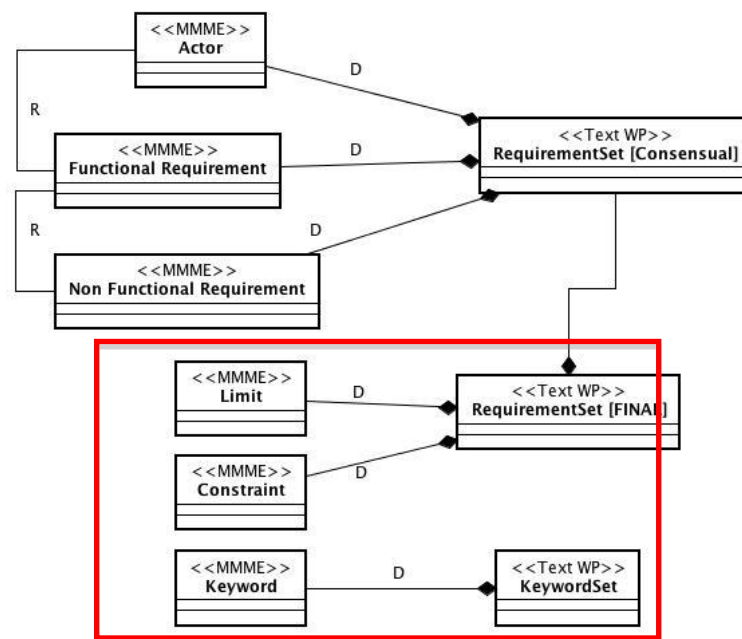 <<MMME>>
Actor
D
R
<<Text WP>>
RequirementSet [Consensual]
<<MMME>>
Functional Requirement
D
R
D
<<MMME>>
Non Functional Requirement
<<MMME>>
Limit
D
<<Text WP>>
RequirementSet [FINAL]
<<MMME>>
Constraint
D
<<MMME>>
Keyword
D
<<Text WP>>
KeywordSet